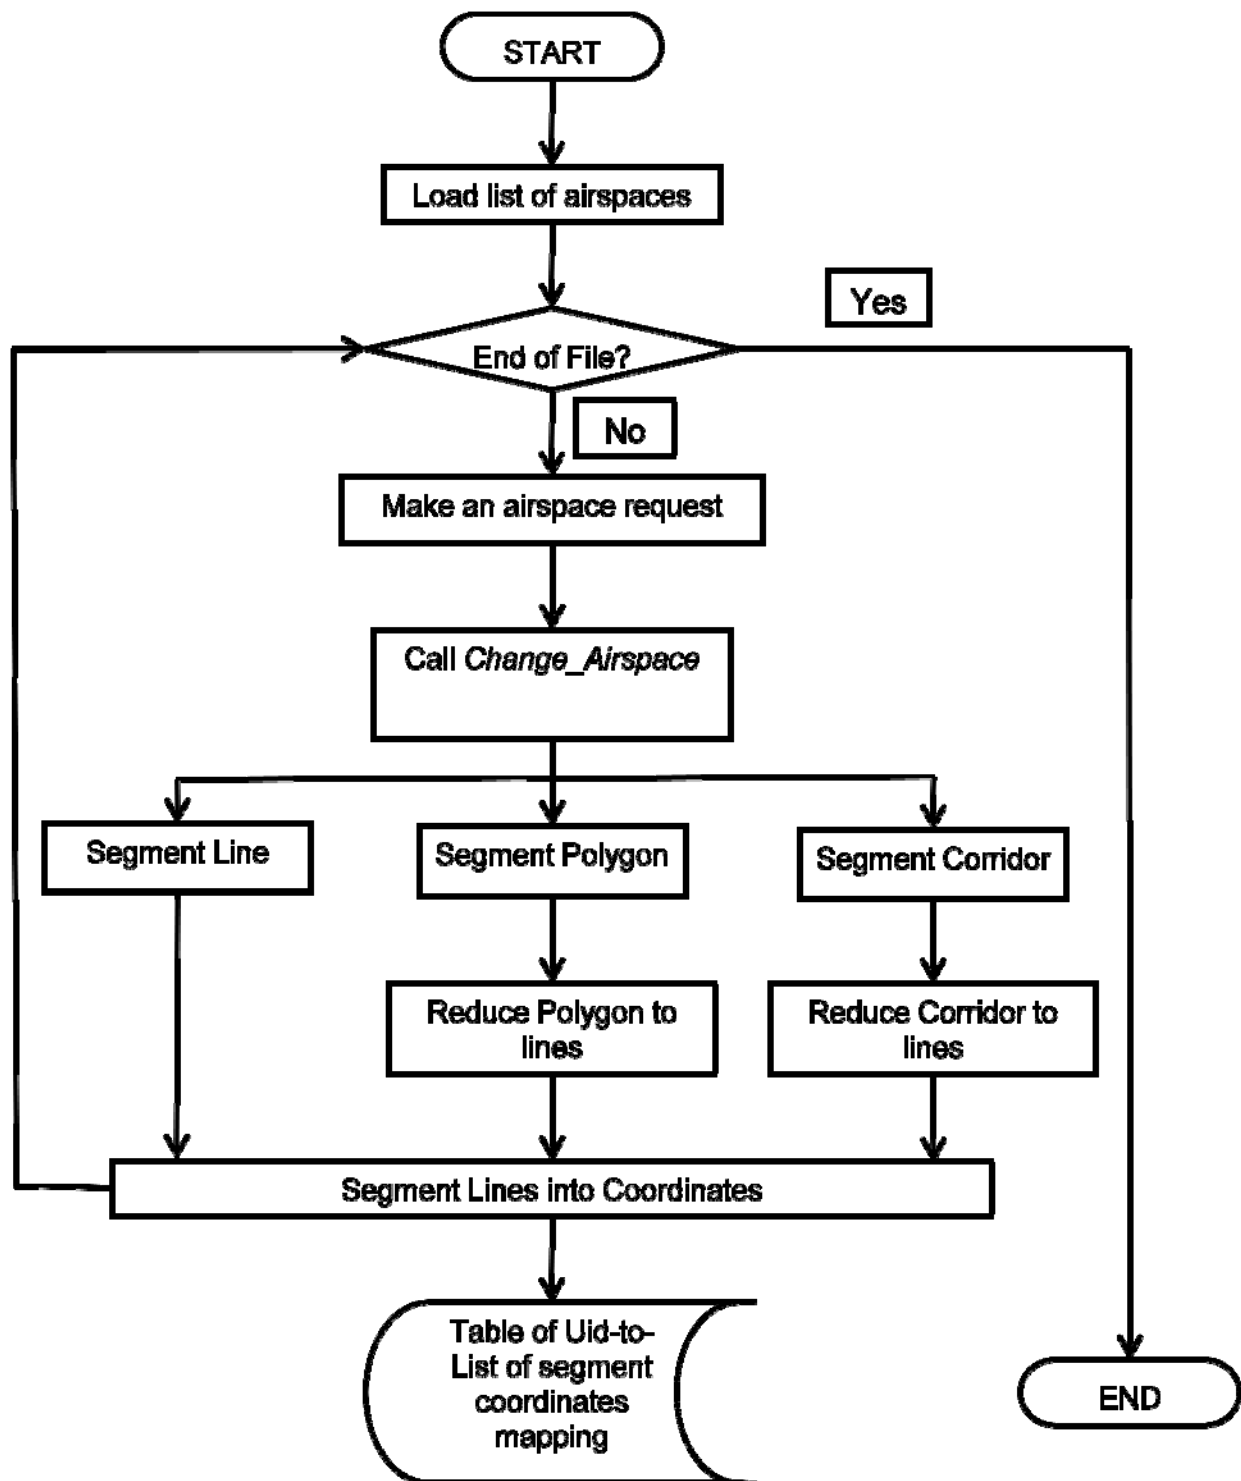 START
Load list of airspaces
Yes
End of File?
No
Make an airspace request
Call Change_Airspace
Segment Line
Segment Polygon
Segment Corridor
Reduce Polygon to
lines
Reduce Corridor to
lines
Segment Lines into Coordinates
Table of Uid-to-
List of segment
coordinates
mapping
END